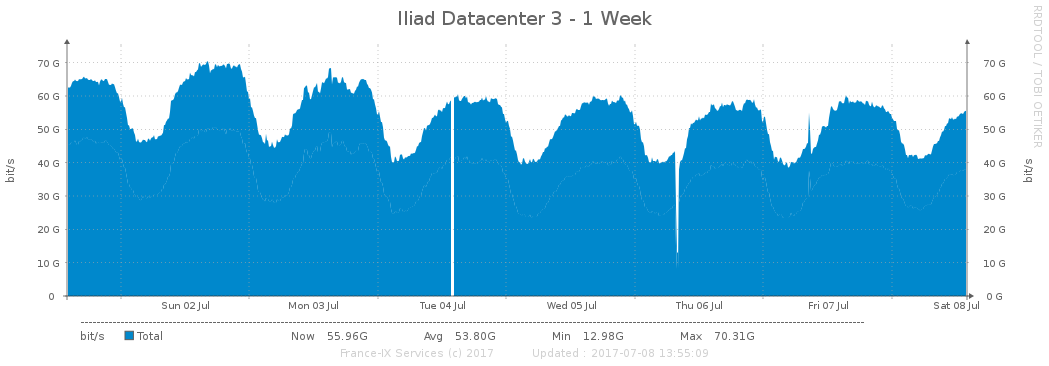 Iliad Datacenter 3 - 1 Week
RRDTOOL / TOBI OETIKER
70 G
70 G
60 G
60 G
50 G
50 G
40 G
40 G
30 G
30 G
20 G
20 G
10 G
10 G
0
0 G
bit/s
bit/s
Sun 02 Jul Mon 03 Jul Tue 04 Jul Wed 05 Jul Thu 06 Jul Fri 07 Jul Sat 08 Jul
bit/s Total Now 55.96G Avg 53.80G Min 12.98G Max 70.31G
France-IX Services (c) 2017 Updated : 2017-07-08 13:55:09